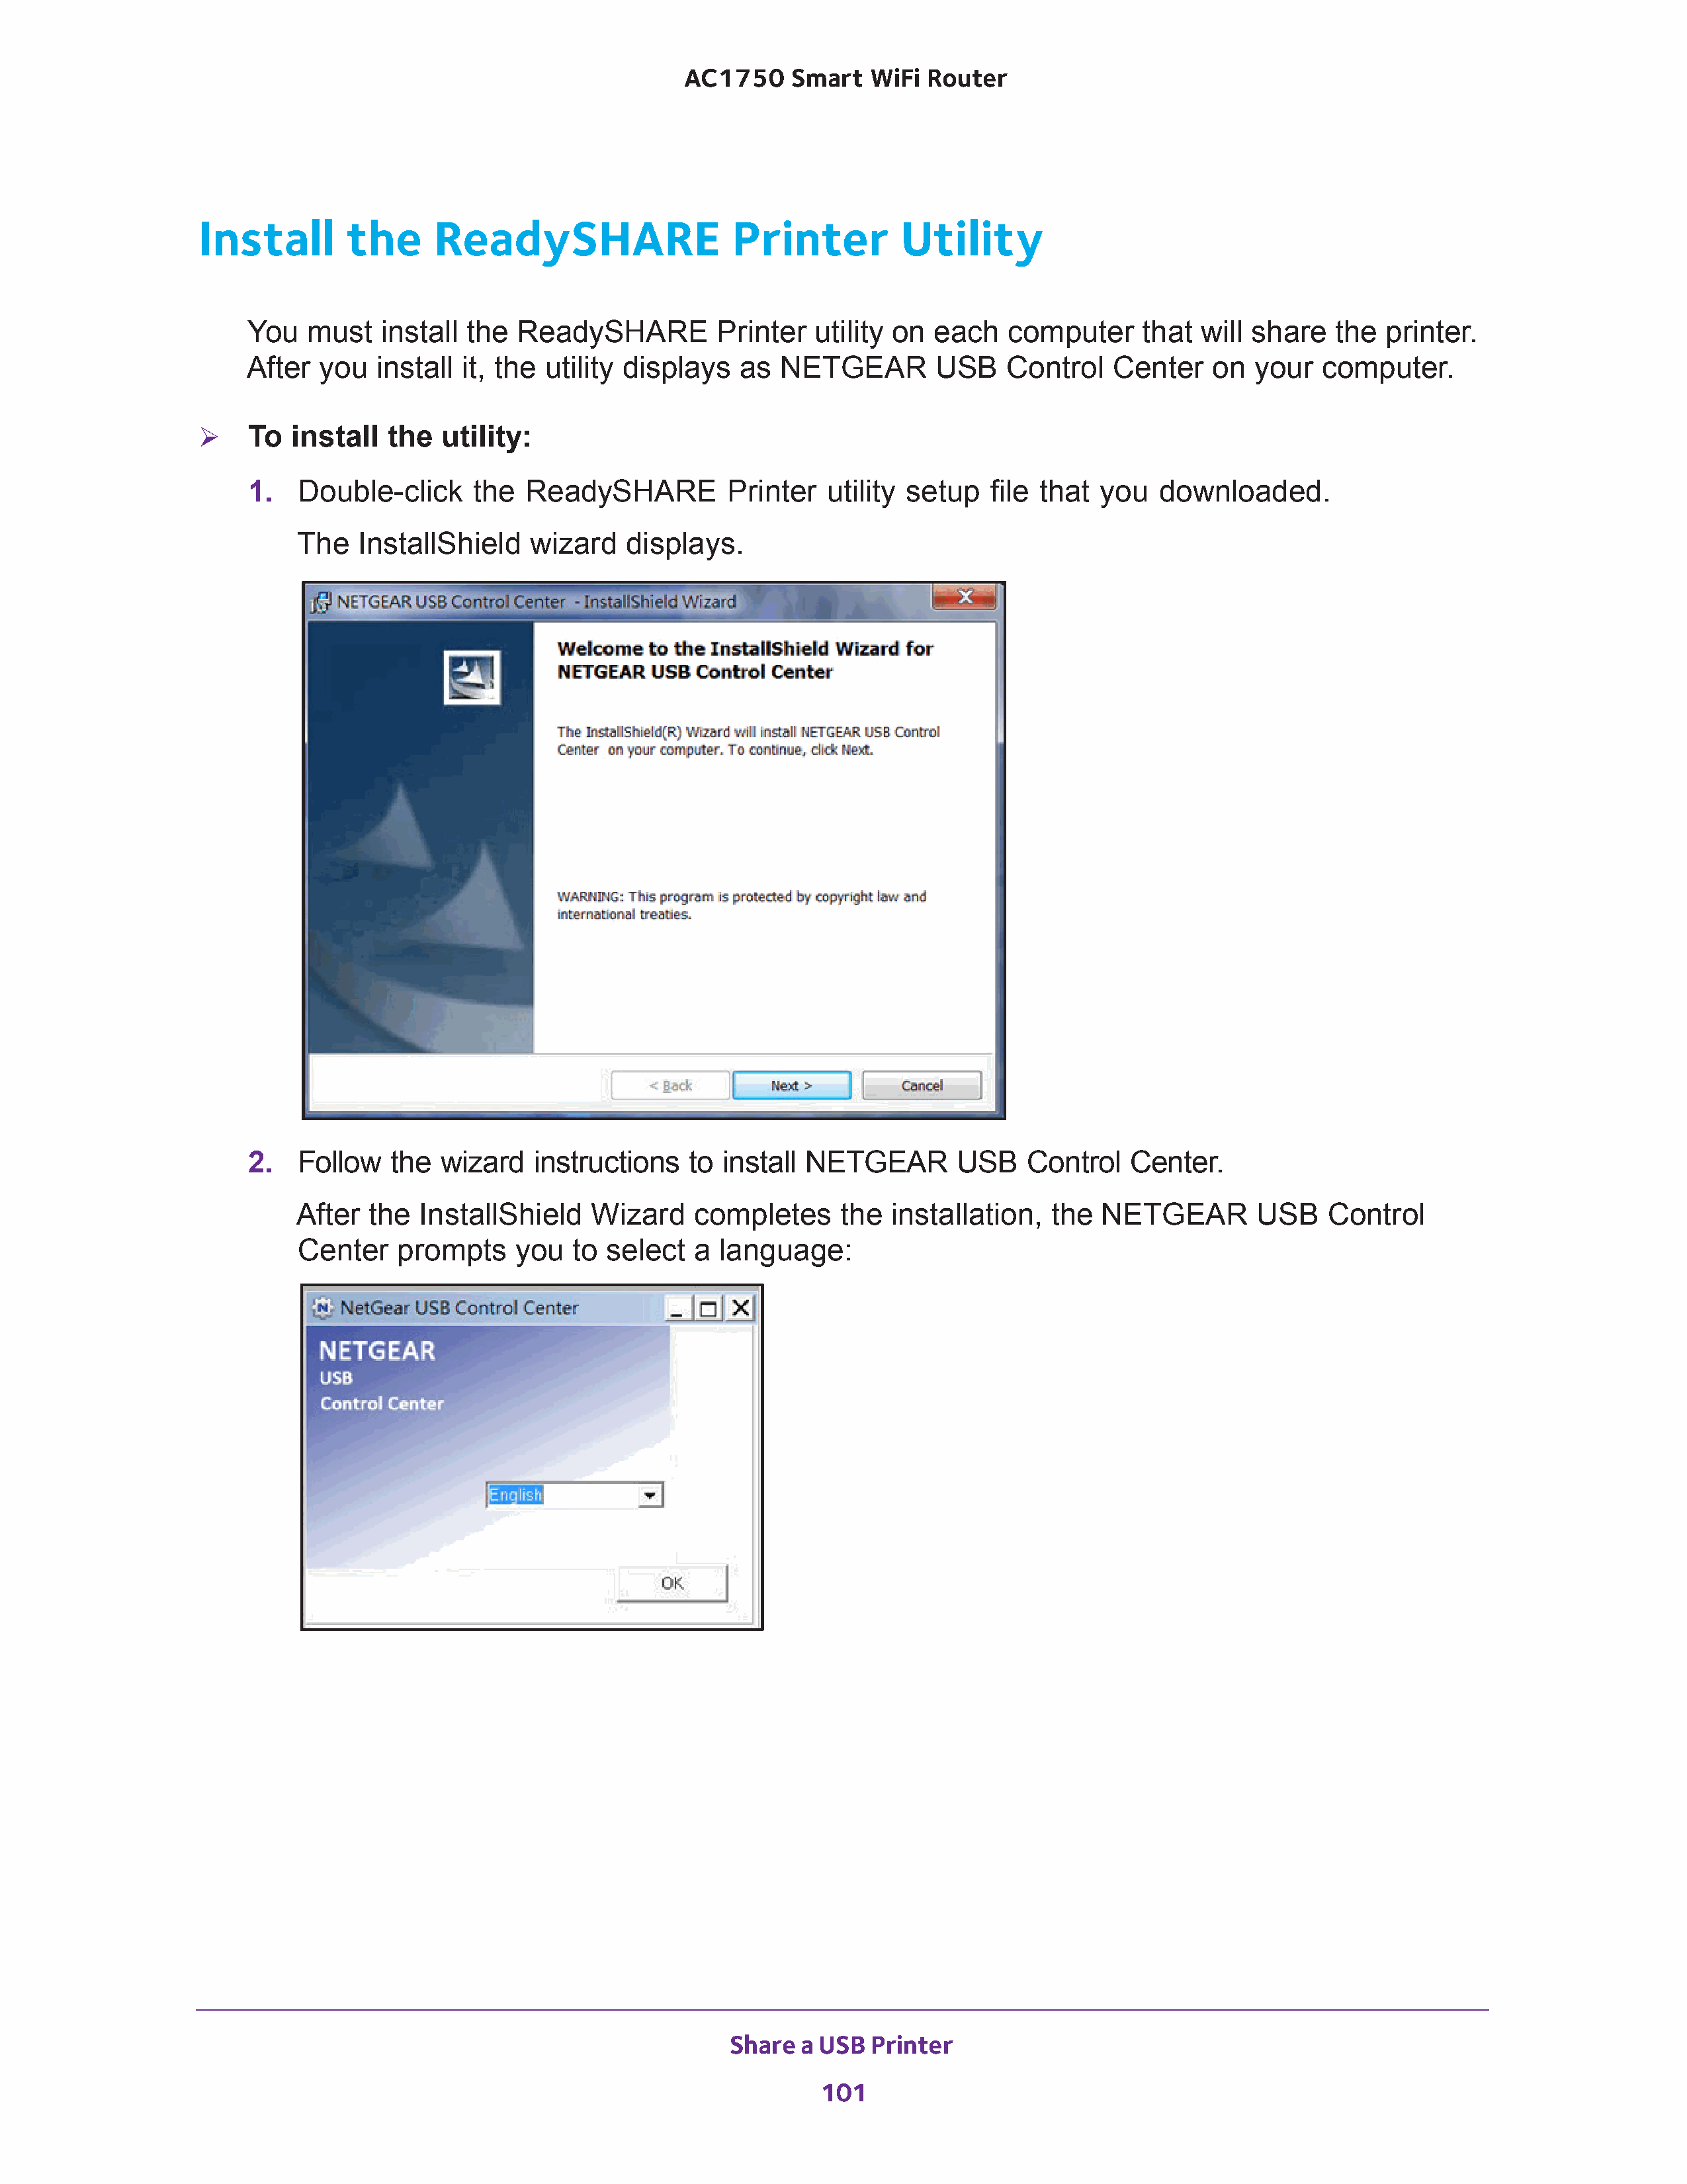 AC1750 Smart WiFi Router
Install the ReadySHARE Printer Utility
You must install the ReadySHARE Printer utility on each computer that will share the printer.
After you install it, the utility displays as NETGEAR USB Control Center on your computer.
➢ To install the utility:
1. Double-click the ReadySHARE Printer utility setup file that you downloaded.
The InstallShield wizard displays.
NETGEAR USB Control Center - InstallShield Wizard
Welcome to the InstallShield Wizard for
NETGEAR USB Control Center
The InstallShield(R) Wizard will install NETGEAR USB Control
Center on your computer. To continue, click Next.
WARNING: This program is protected by copyright law and
international treaties.
< Back Next > Cancel
2. Follow the wizard instructions to install NETGEAR USB Control Center.
After the InstallShield Wizard completes the installation, the NETGEAR USB Control
Center prompts you to select a language:
NetGear USB Control Center
NETGEAR
USB
Control Center
English
OK
Share a USB Printer
101